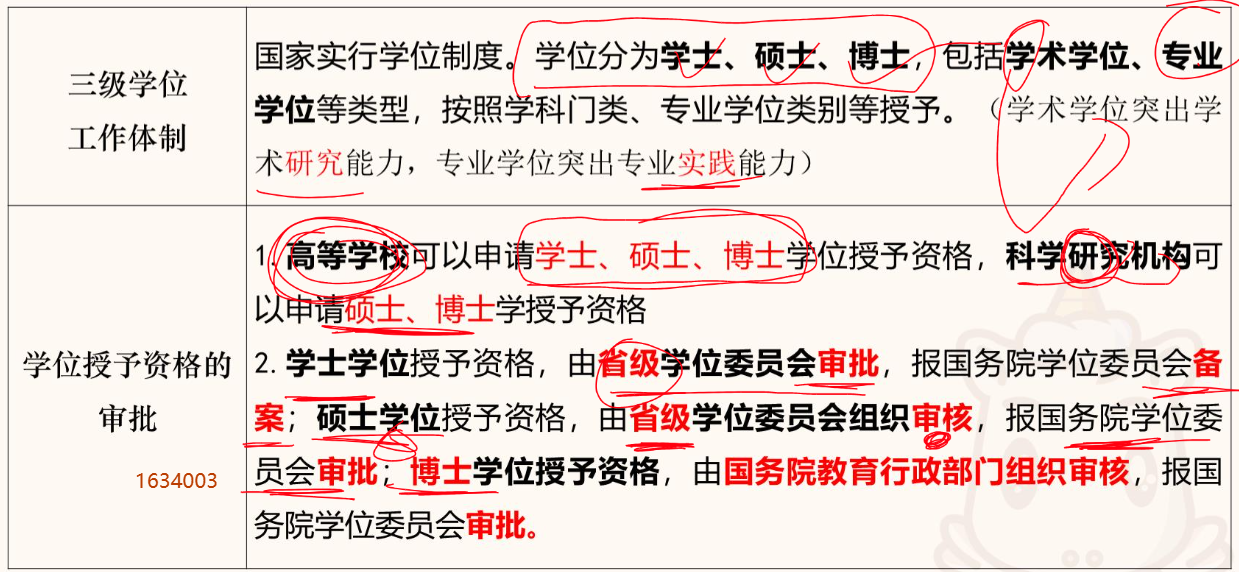 三级学位
工作体制
国家实行学位制度。学位分为学士、硕士、博士，包括学术学位、专业
学位等类型，按照学科门类、专业学位类别等授予。（学术学位突出学
术研究能力，专业学位突出专业实践能力）
学位授予资格的
审批
1634003
1. 高等学校可以申请学士、硕士、博士学位授予资格，科学研究机构可
以申请硕士、博士学授予资格
2. 学士学位授予资格，由省级学位委员会审批，报国务院学位委员会备
案；硕士学位授予资格，由省级学位委员会组织审核，报国务院学位委
员会审批；博士学位授予资格，由国务院教育行政部门组织审核，报国
务院学位委员会审批。